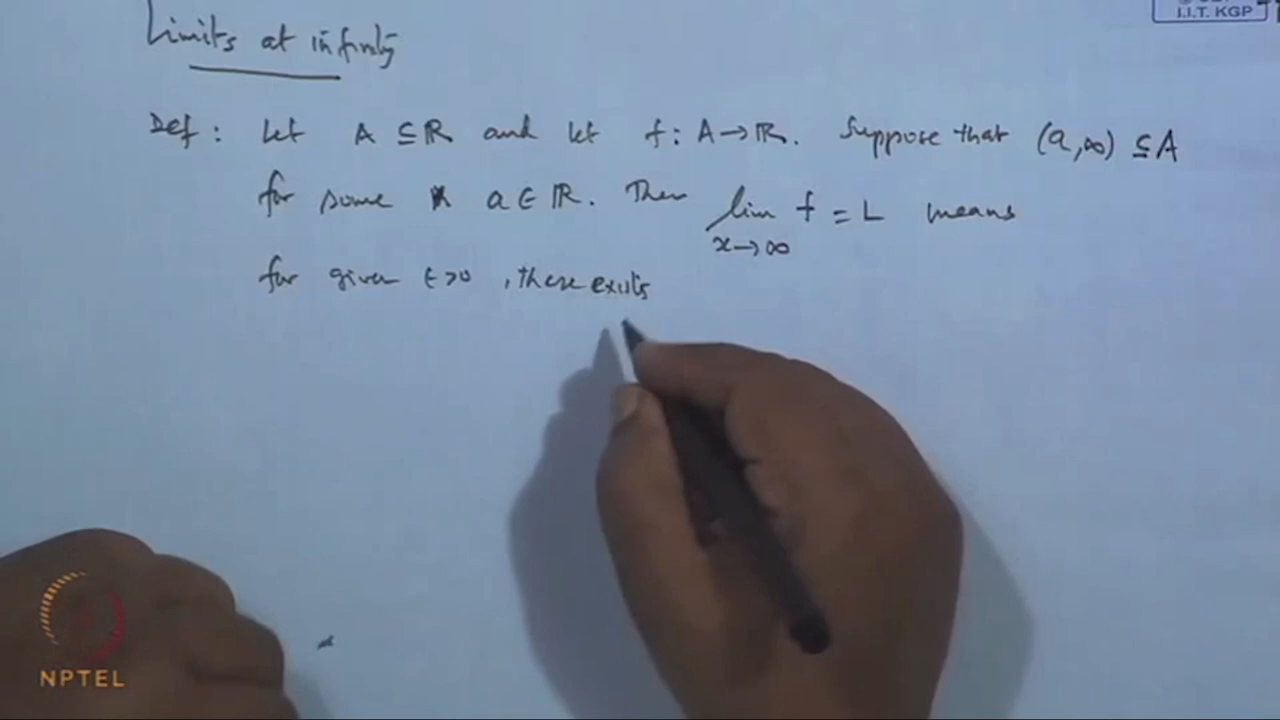 I.I.T. KGP
Limits at infinity
Def: Let A ⊆ ℝ and let f: A→ℝ. Suppose that (a,∞) ⊆ A
for some a ∈ ℝ. Then lim f = L means
x→∞
for given ε>0, there exists
NPTEL